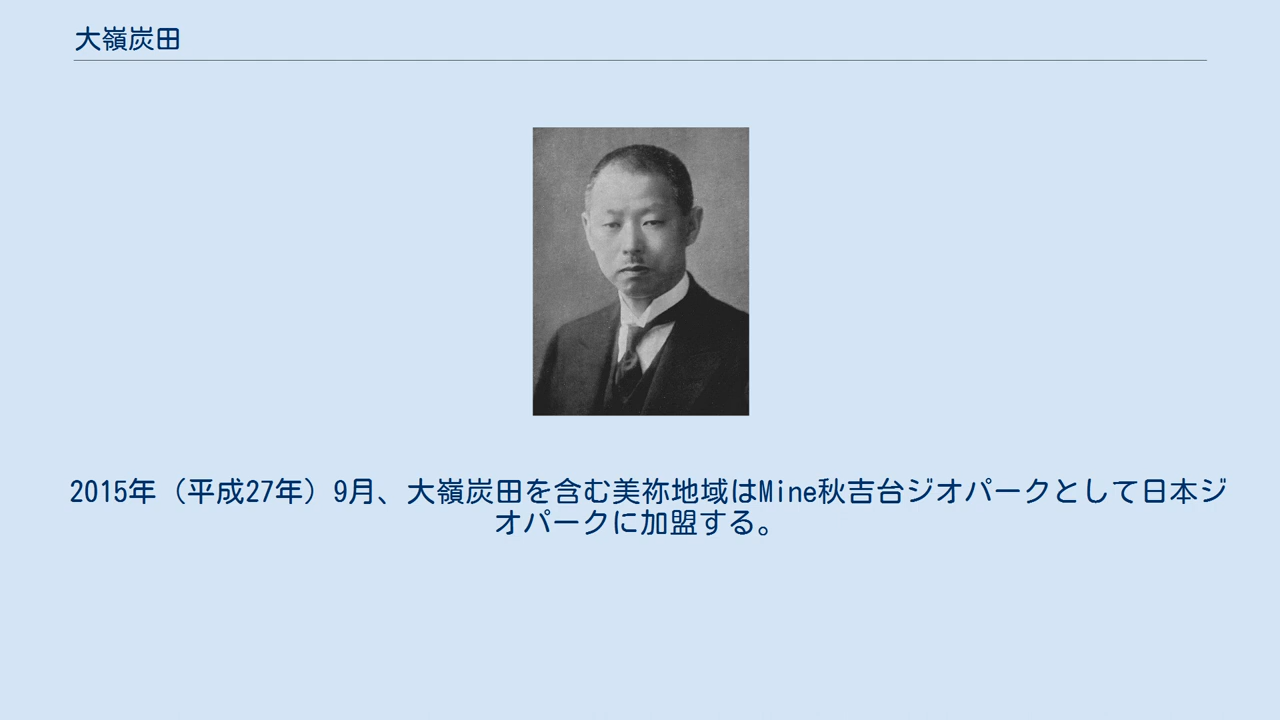 大嶺炭田
2015年（平成27年）9月、大嶺炭田を含む美祢地域はMine秋吉台ジオパークとして日本ジ
オパークに加盟する。